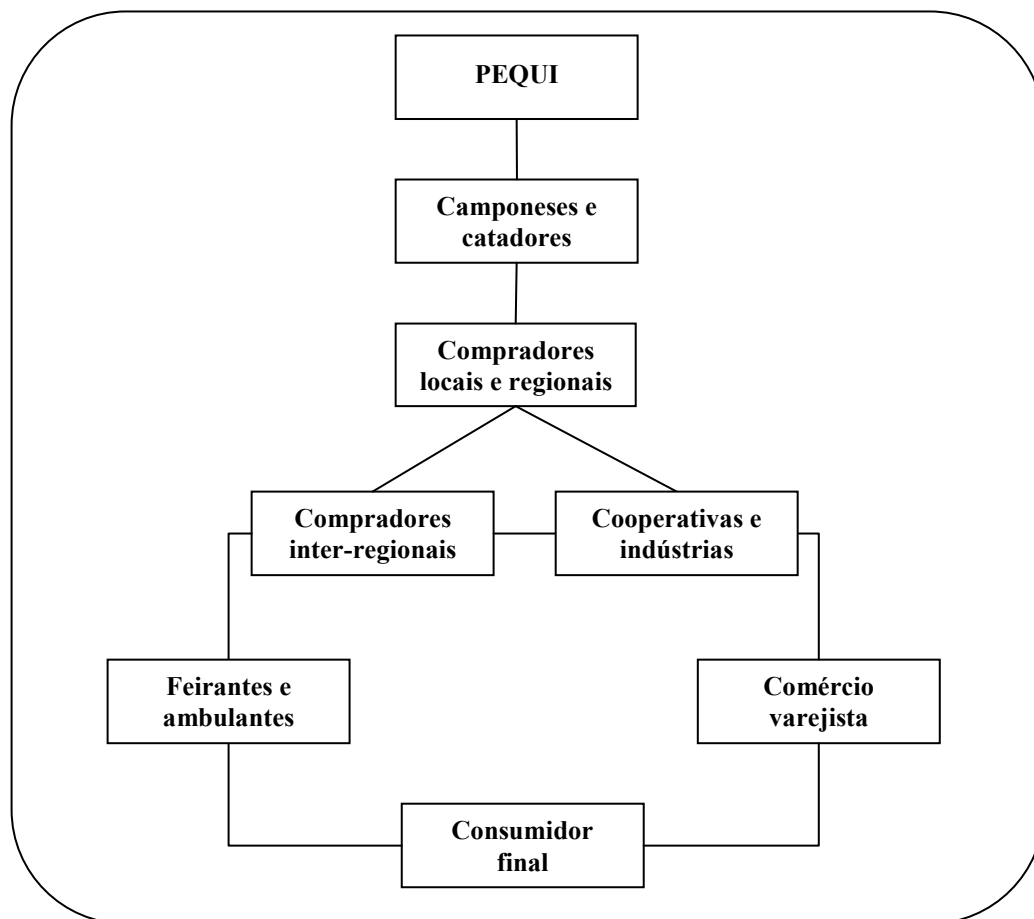 PEQUI
Camponeses e
catadores
Compradores
locais e regionais
Compradores
inter-regionais
Cooperativas e
indústrias
Feirantes e
ambulantes
Comércio
varejista
Consumidor
final